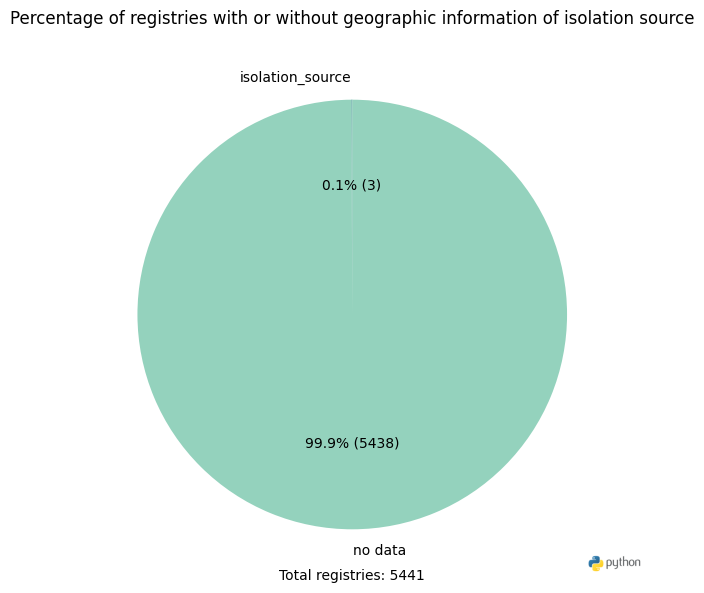 Percentage of registries with or without geographic information of isolation source
isolation_source
0.1% (3)
99.9% (5438)
no data
Total registries: 5441
python